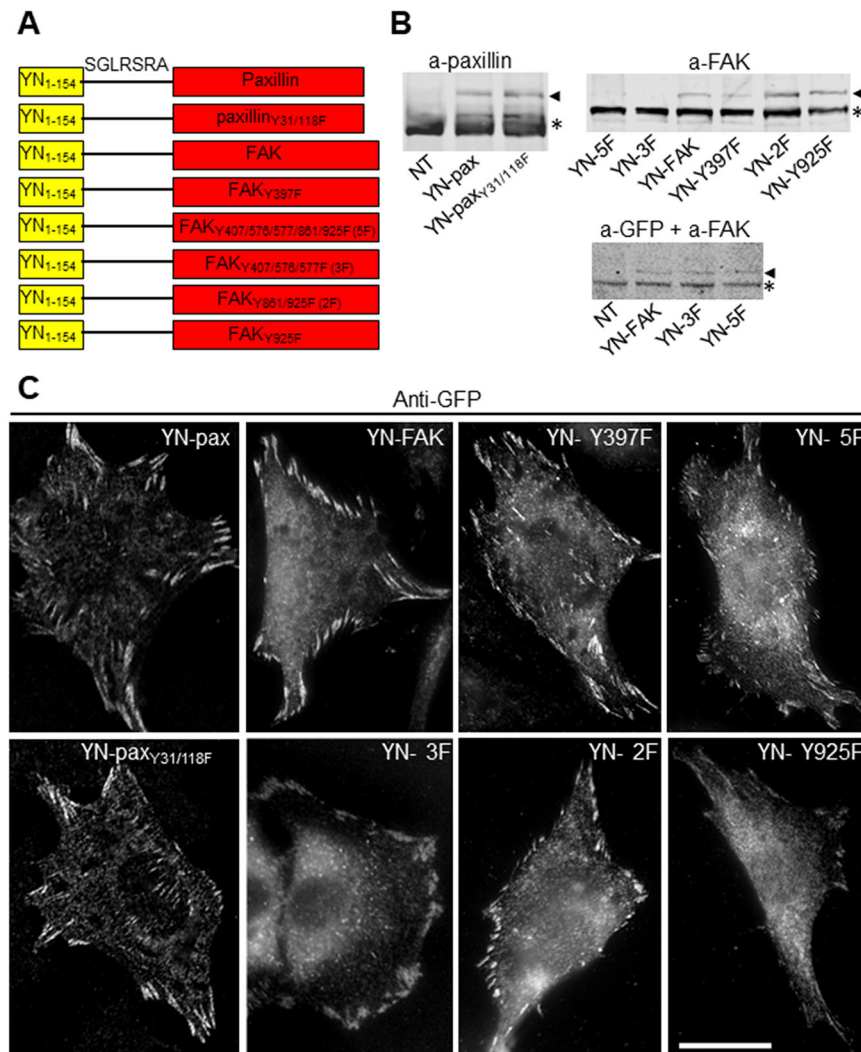 A
SGLRSRA
YN1-154 Paxillin
YN1-154 paxillinY31/118F
YN1-154 FAK
YN1-154 FAKY397F
YN1-154 FAKY407/576/577/861/925F (5F)
YN1-154 FAKY407/576/577F (3F)
YN1-154 FAKY861/925F (2F)
YN1-154 FAKY925F
B
a-paxillin
*
NT
YN-pax
YN-paxY31/118F
a-FAK
*
YN-5F
YN-3F
YN-FAK
YN-Y397F
YN-2F
YN-Y925F
a-GFP + a-FAK
*
NT
YN-FAK
YN-3F
YN-5F
C
Anti-GFP
YN-pax
YN-FAK
YN- Y397F
YN- 5F
YN-paxY31/118F
YN- 3F
YN- 2F
YN- Y925F